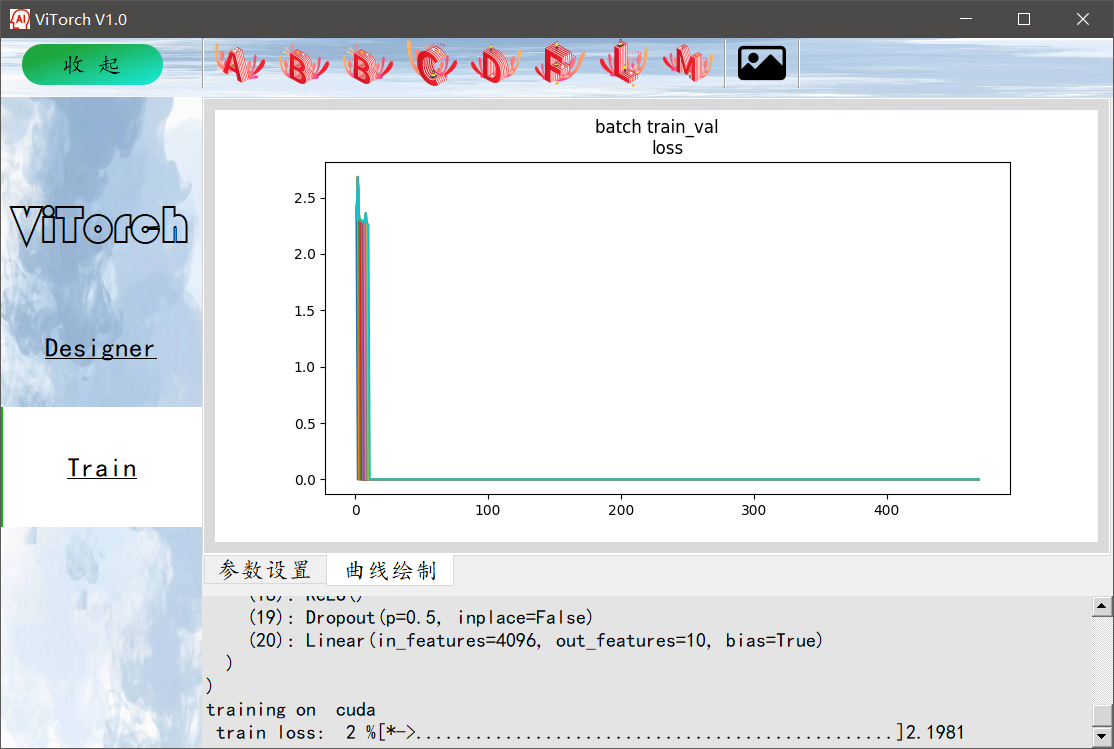 ViTorch V1.0
收起
A B B C D F L M
batch train_val
loss
2.5
2.0
1.5
1.0
0.5
0.0
0 100 200 300 400
ViTorch
Designer
Train
参数设置 曲线绘制
(18): ReLU()
(19): Dropout(p=0.5, inplace=False)
(20): Linear(in_features=4096, out_features=10, bias=True)
)
)
training on  cuda
train loss:  2 %[*->..................................................]2.1981